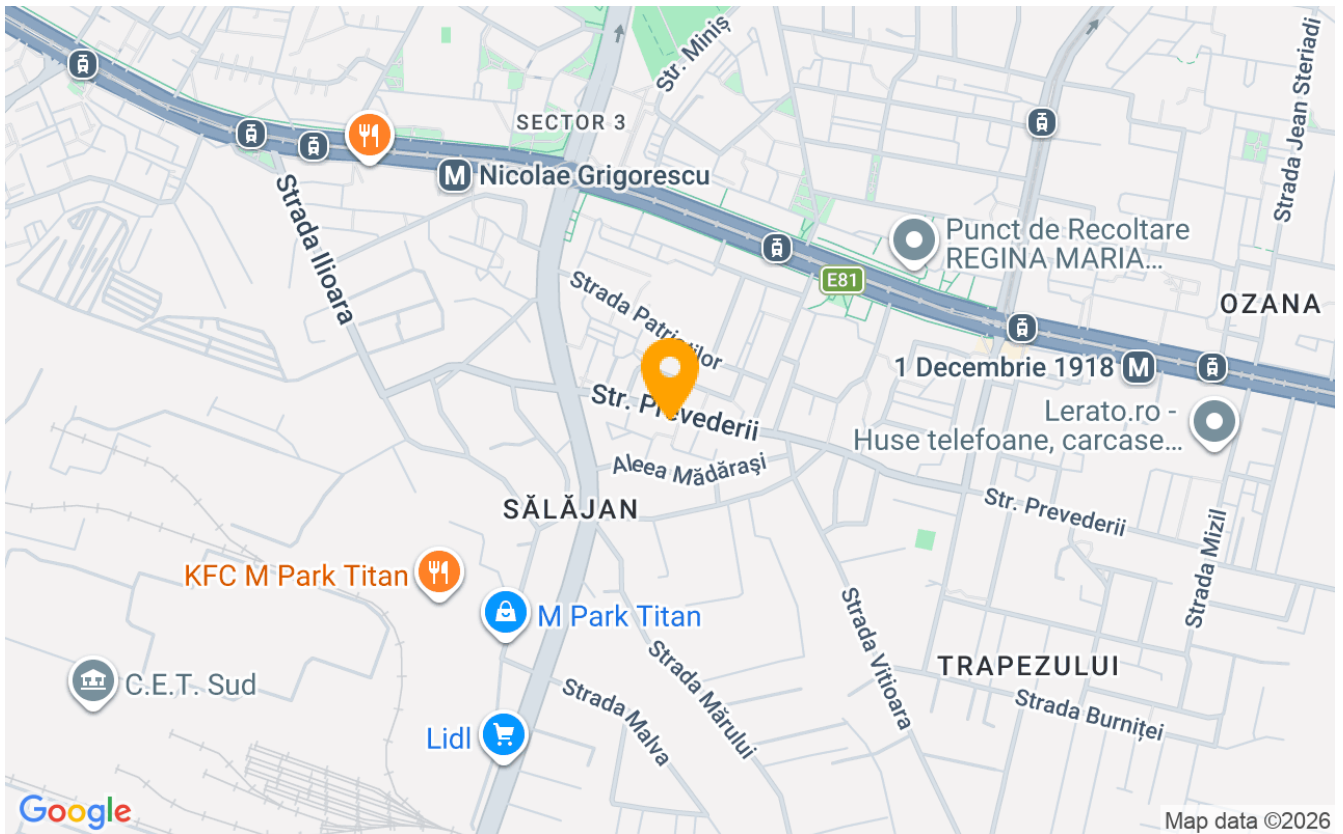 Str. Miniș
Strada Jean Steriadi
SECTOR 3
M Nicolae Grigorescu
Strada Ilioara
Punct de Recoltare
REGINA MARIA...
E81
OZANA
Strada Patrioților
1 Decembrie 1918 M
Str. Prevederii
Lerato.ro -
Huse telefoane, carcase...
Aleea Mădărași
SĂLĂJAN
Str. Prevederii
Strada Mizil
KFC M Park Titan
M Park Titan
Strada Vitioara
Strada Mărului
TRAPEZULUI
C.E.T. Sud
Strada Malva
Strada Burniței
Lidl
Google
Map data ©2026